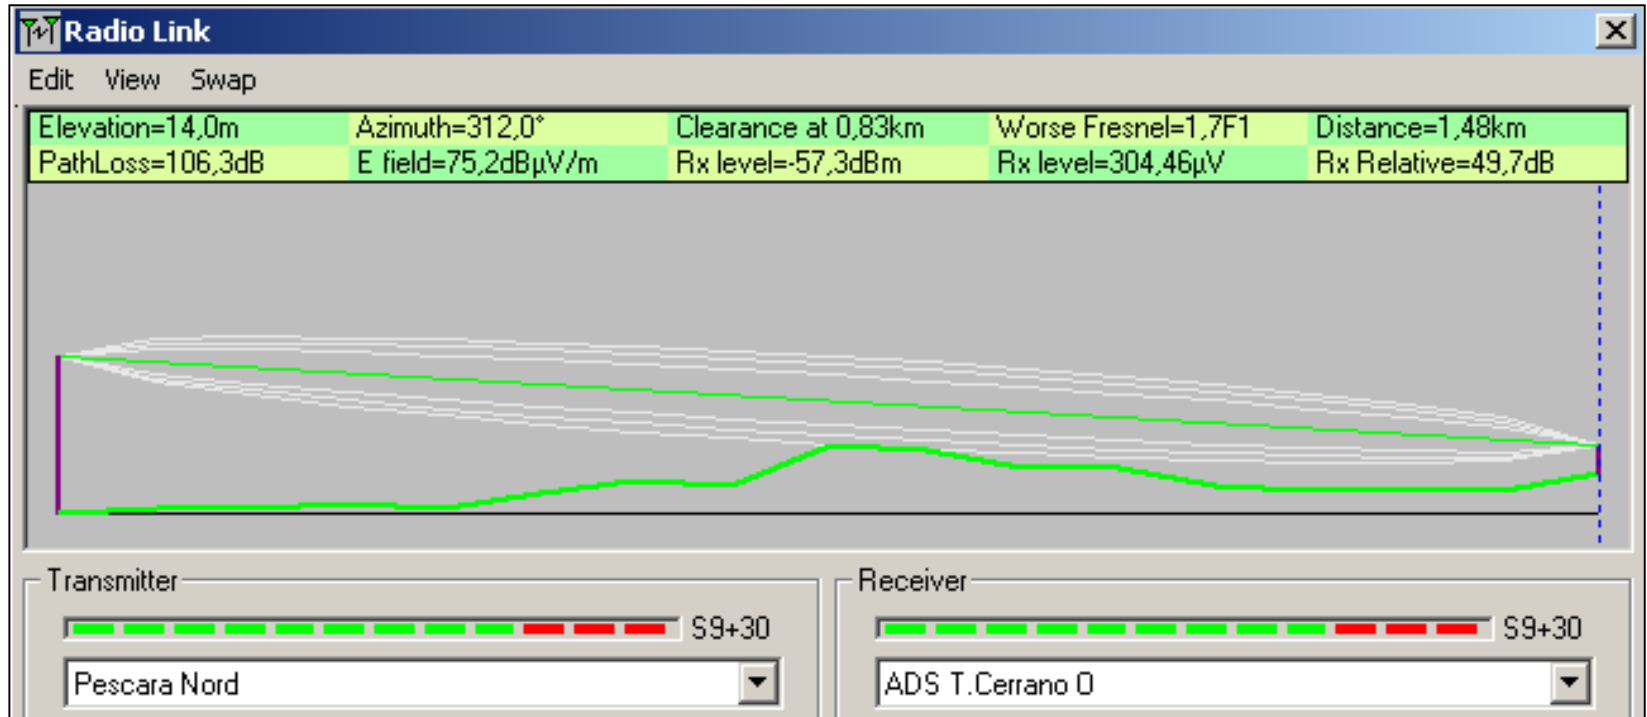 Radio Link
Edit View Swap
Elevation=14,0m Azimuth=312,0° Clearance at 0,83km Worse Fresnel=1,7F1 Distance=1,48km
PathLoss=106,3dB E field=75,2dBµV/m Rx level=-57,3dBm Rx level=304,46µV Rx Relative=49,7dB
Transmitter Receiver
S9+30 S9+30
Pescara Nord ADS T.Cerrano O